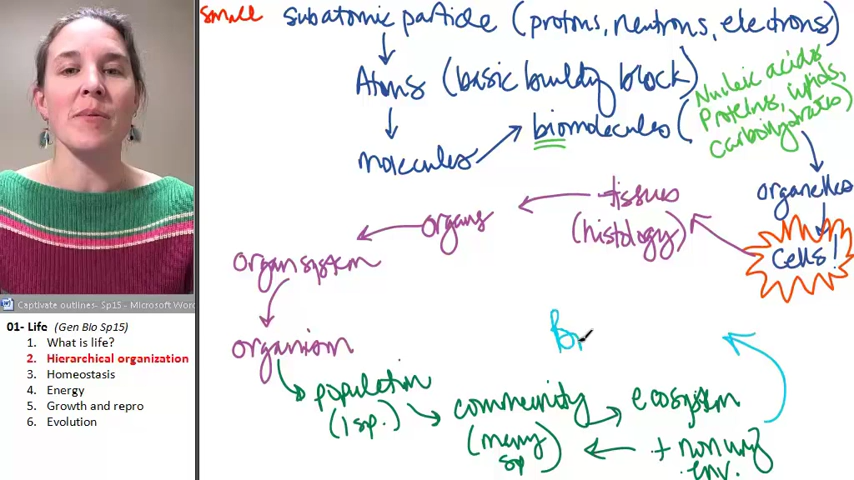 small subatomic particle (protons, neutrons, electrons)
Atoms (basic building block)
molecules
biomolecules (Nucleic acids
Proteins, lipids,
carbohydrates)
organelles
Cells!
tissues
(histology)
organs
organsystem
organism
population
(1 sp.)
community
(many
sp)
ecosystem
+ nonliving
env.
Captivate outlines- Sp15 - Microsoft Word
01- Life (Gen Bio Sp15)
1. What is life?
2. Hierarchical organization
3. Homeostasis
4. Energy
5. Growth and repro
6. Evolution